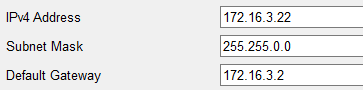 IPv4 Address 172.16.3.22
Subnet Mask 255.255.0.0
Default Gateway 172.16.3.2